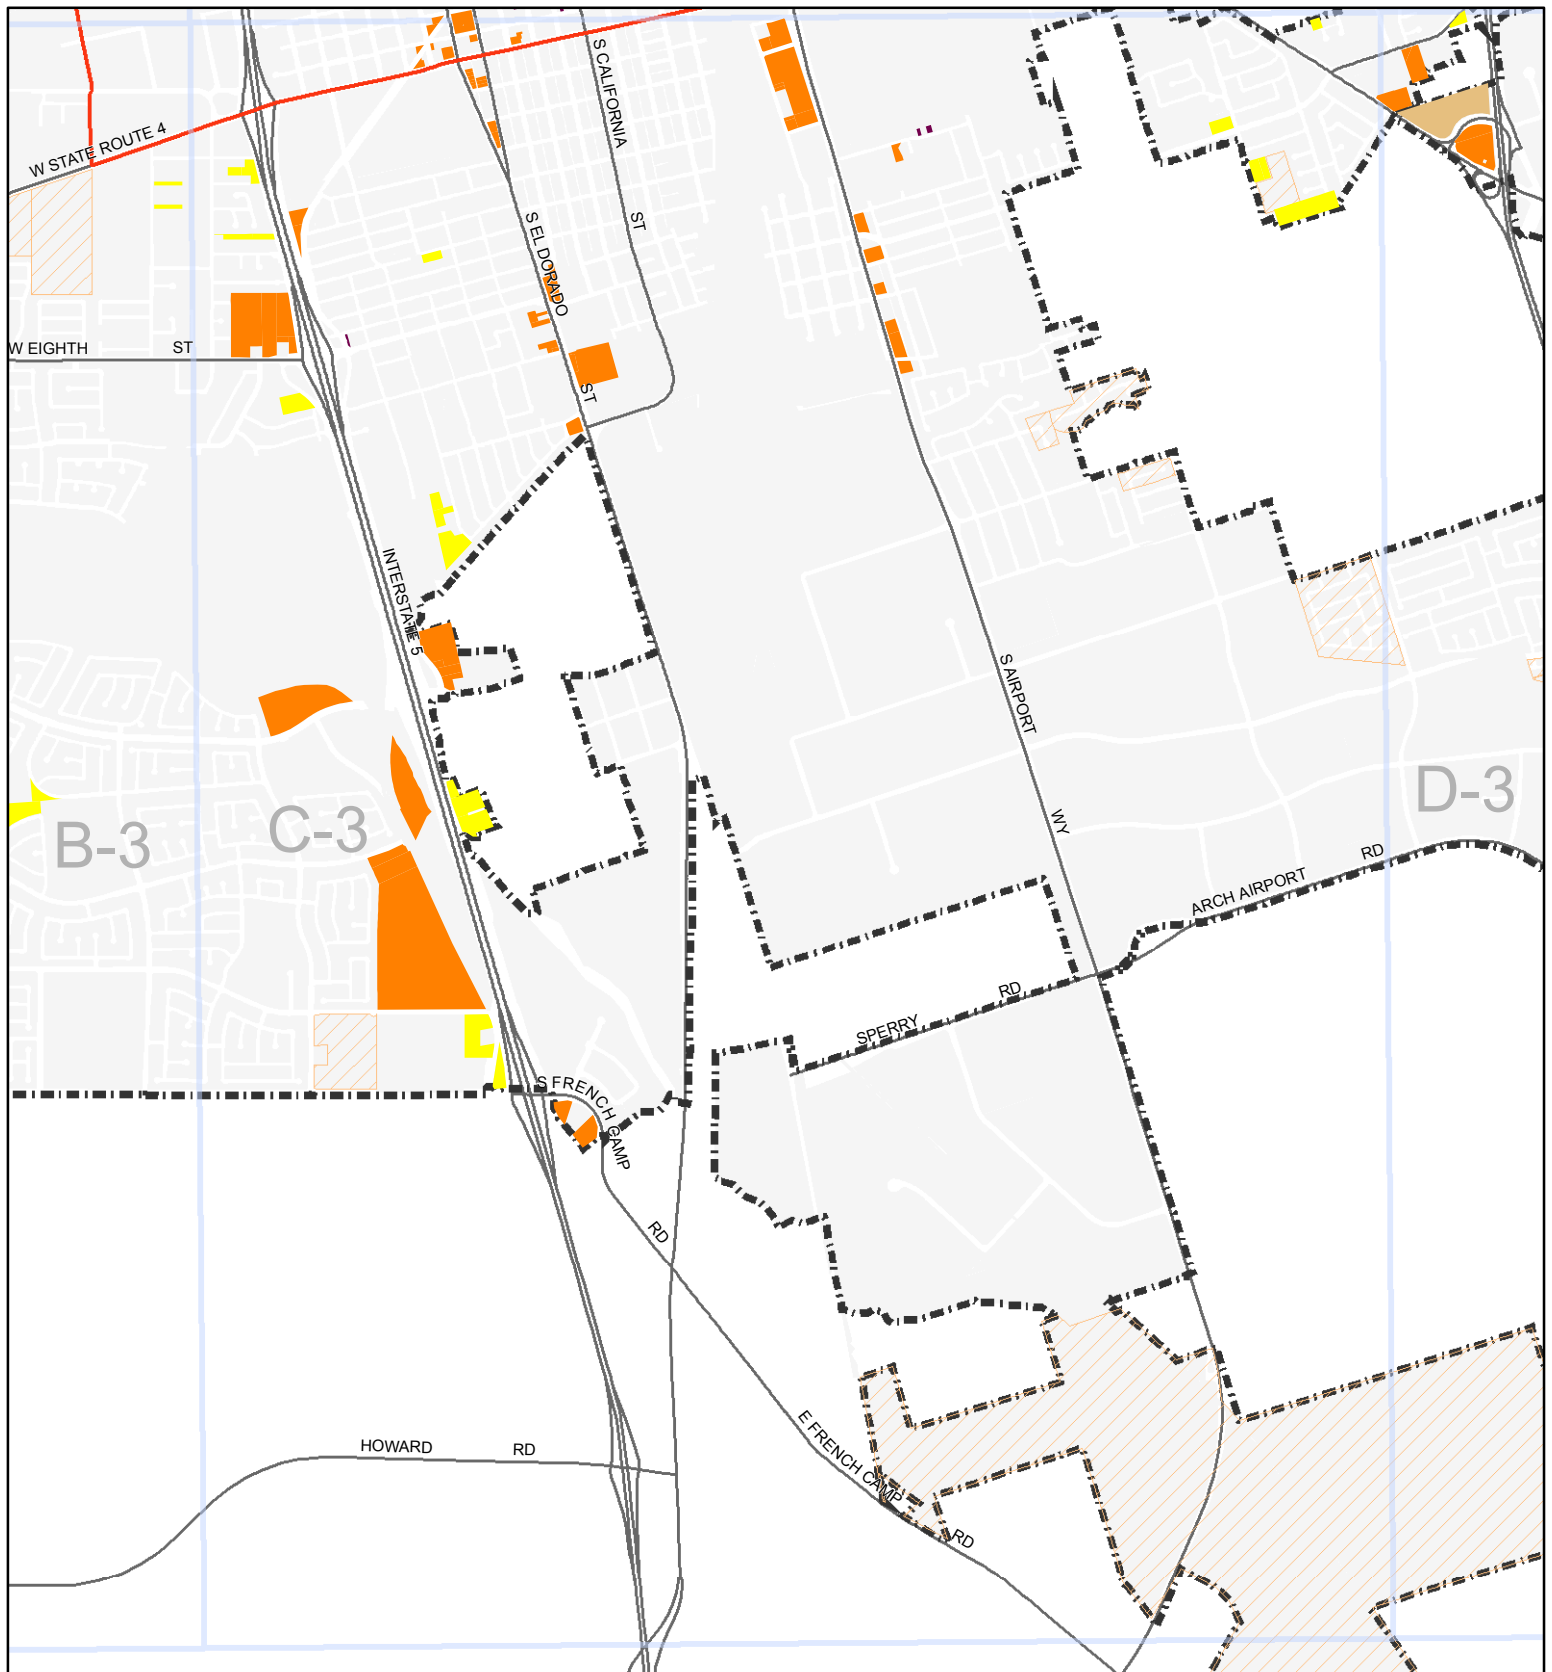 S CALIFORNIA
ST
W STATE ROUTE 4
S EL DORADO
ST
W EIGHTH
ST
INTERSTATE 5
S AIRPORT
WY
B-3
C-3
D-3
ARCH AIRPORT
RD
SPERRY
RD
S FRENCH CAMP
RD
HOWARD
RD
E FRENCH CAMP
RD